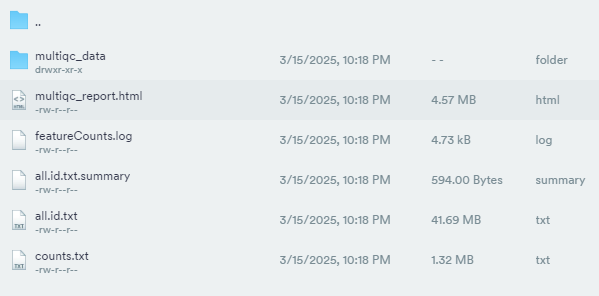 ..
multiqc_data 3/15/2025, 10:18 PM - - folder
drwxr-xr-x
multiqc_report.html 3/15/2025, 10:18 PM 4.57 MB html
-rw-r--r--
featureCounts.log 3/15/2025, 10:18 PM 4.73 kB log
-rw-r--r--
all.id.txt.summary 3/15/2025, 10:18 PM 594.00 Bytes summary
-rw-r--r--
all.id.txt 3/15/2025, 10:18 PM 41.69 MB txt
TXT
-rw-r--r--
counts.txt 3/15/2025, 10:18 PM 1.32 MB txt
TXT
-rw-r--r--